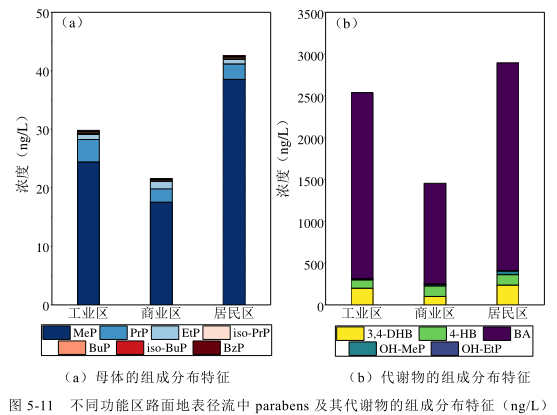 (a)
50
40
30
20
10
0
浓度（ng/L）
工业区 商业区 居民区
MeP PrP EtP iso-PrP
BuP iso-BuP BzP
（a）母体的组成分布特征
(b)
3500
3000
2500
2000
1500
1000
500
0
浓度（ng/L）
工业区 商业区 居民区
3,4-DHB 4-HB BA
OH-MeP OH-EtP
（b）代谢物的组成分布特征
图 5-11 不同功能区路面地表径流中 parabens 及其代谢物的组成分布特征（ng/L）